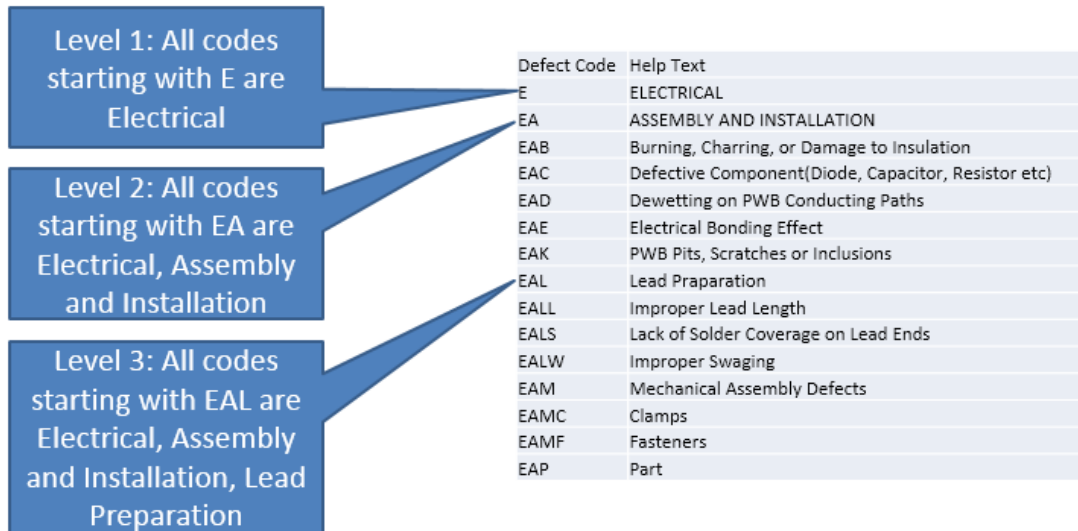 Level 1: All codes
starting with E are
Electrical
Level 2: All codes
starting with EA are
Electrical, Assembly
and Installation
Level 3: All codes
starting with EAL are
Electrical, Assembly
and Installation, Lead
Preparation
Defect Code Help Text
E ELECTRICAL
EA ASSEMBLY AND INSTALLATION
EAB Burning, Charring, or Damage to Insulation
EAC Defective Component(Diode, Capacitor, Resistor etc)
EAD Dewetting on PWB Conducting Paths
EAE Electrical Bonding Effect
EAK PWB Pits, Scratches or Inclusions
EAL Lead Praparation
EALL Improper Lead Length
EALS Lack of Solder Coverage on Lead Ends
EALW Improper Swaging
EAM Mechanical Assembly Defects
EAMC Clamps
EAMF Fasteners
EAP Part